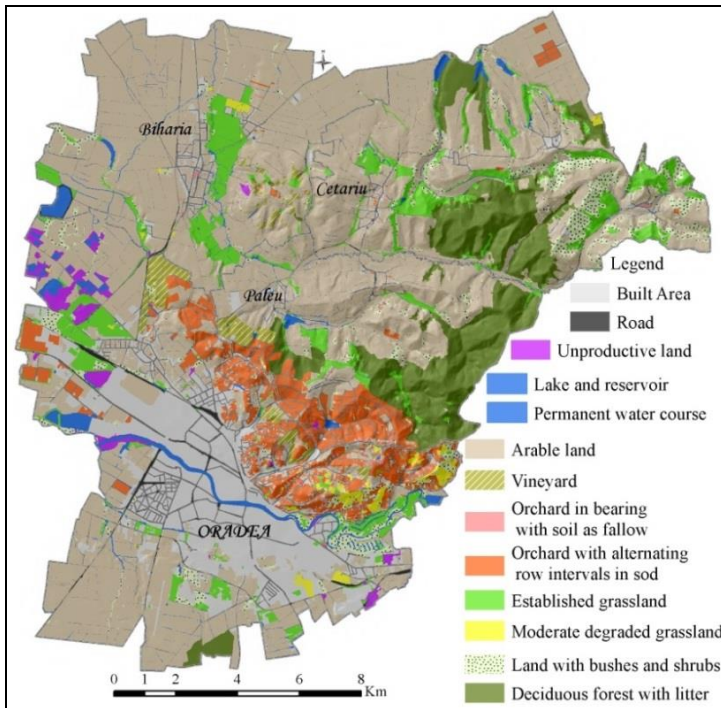 Biharia
Cetariu
Paleu
ORADEA
Legend
Built Area
Road
Unproductive land
Lake and reservoir
Permanent water course
Arable land
Vineyard
Orchard in bearing
with soil as fallow
Orchard with alternating
row intervals in sod
Established grassland
Moderate degraded grassland
Land with bushes and shrubs
Deciduous forest with litter
0 1 2 4 6 8
Km